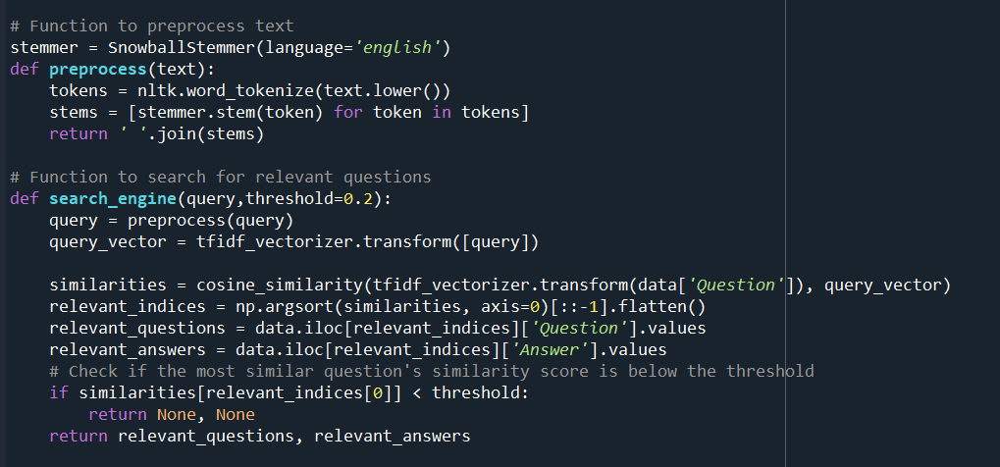 # Function to preprocess text
stemmer = SnowballStemmer(language='english')
def preprocess(text):
    tokens = nltk.word_tokenize(text.lower())
    stems = [stemmer.stem(token) for token in tokens]
    return ' '.join(stems)

# Function to search for relevant questions
def search_engine(query,threshold=0.2):
    query = preprocess(query)
    query_vector = tfidf_vectorizer.transform([query])

    similarities = cosine_similarity(tfidf_vectorizer.transform(data['Question']), query_vector)
    relevant_indices = np.argsort(similarities, axis=0)[::-1].flatten()
    relevant_questions = data.iloc[relevant_indices]['Question'].values
    relevant_answers = data.iloc[relevant_indices]['Answer'].values
    # Check if the most similar question's similarity score is below the threshold
    if similarities[relevant_indices[0]] < threshold:
        return None, None
    return relevant_questions, relevant_answers